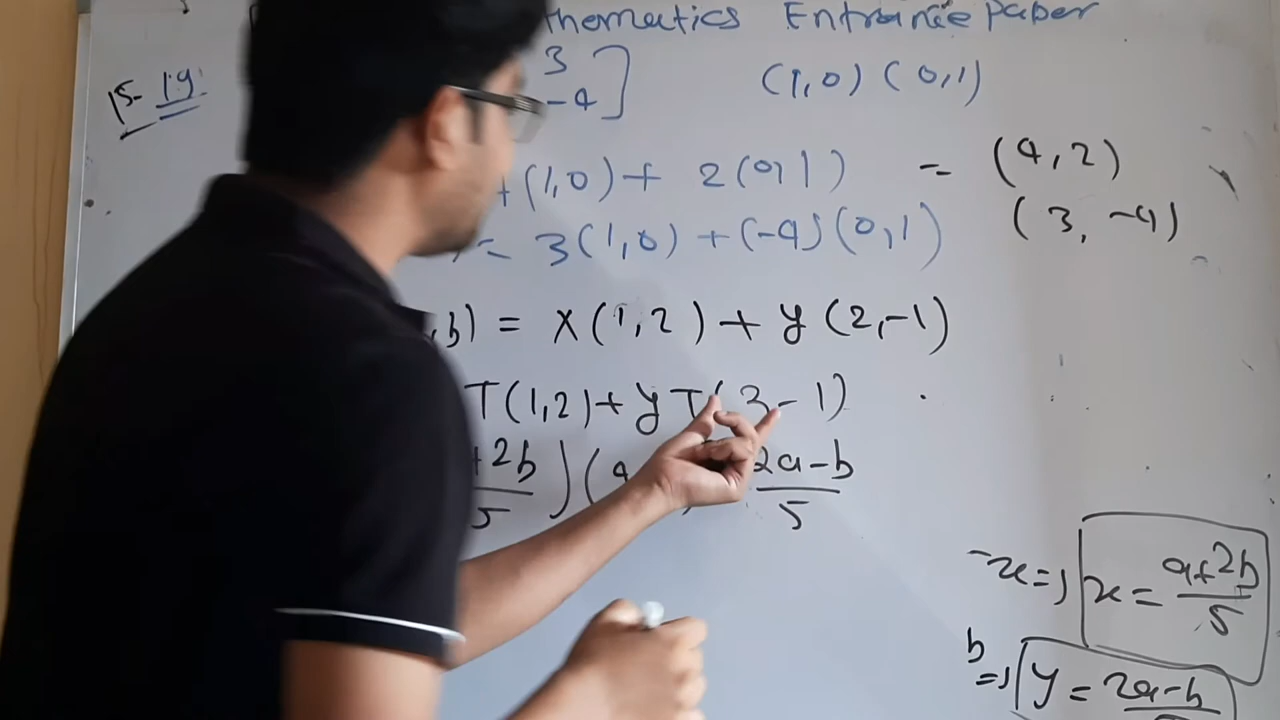 thematics Entrance Paper
15-19
3
-4]
(1,0) (0,1)
+(1,0)+ 2(0,1) = (4,2)
= 3(1,0) +(-4)(0,1) (3,-4)
,b) = x(1,2)+ y(2,-1)
T(1,2)+ y T(3-1)
+2b/5)( 2a-b/5
-x=) x= a+2b/5
b
=) y= 2a-b